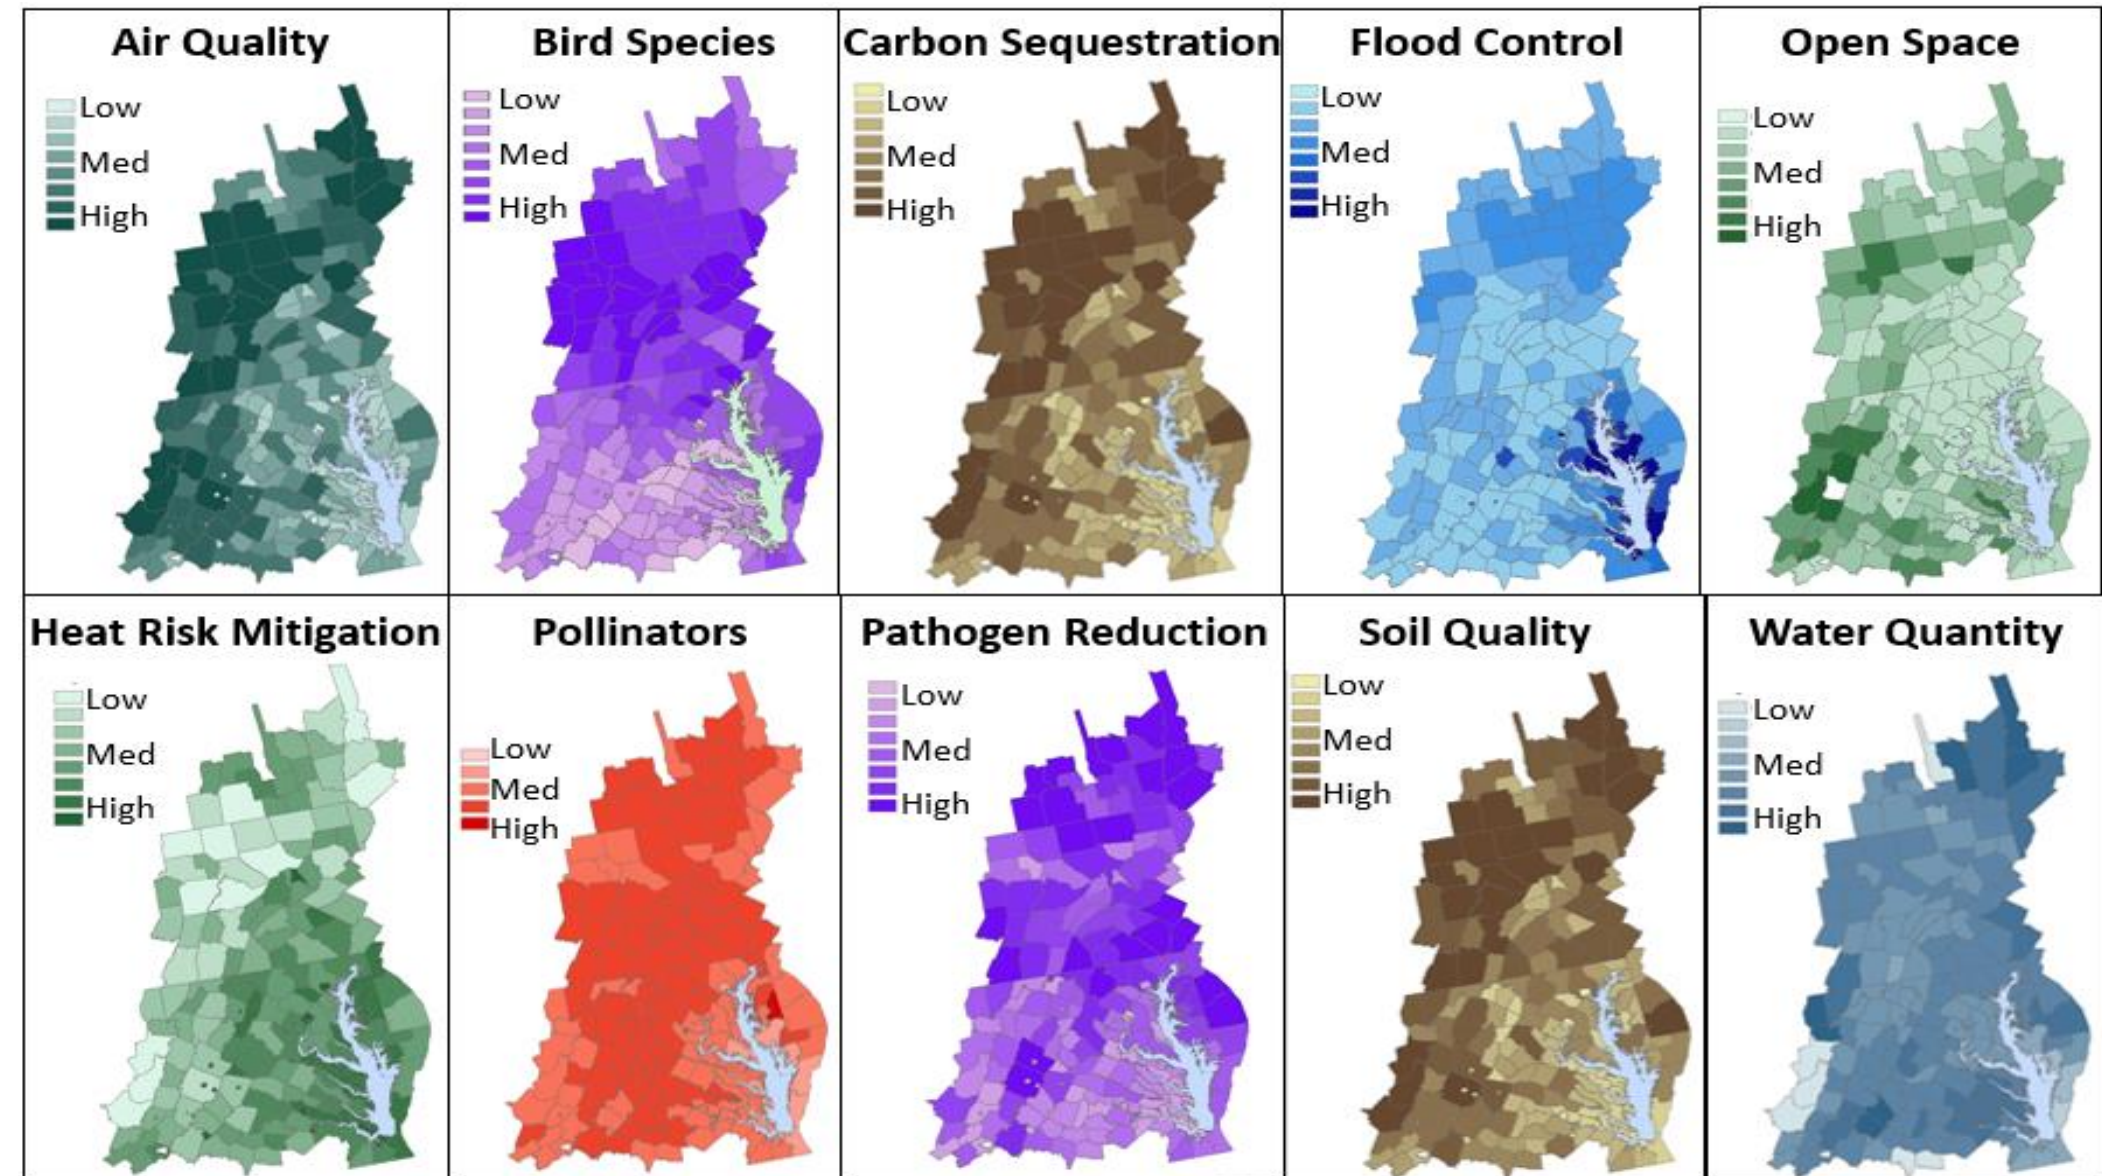 Air Quality
Low
Med
High
Bird Species
Low
Med
High
Carbon Sequestration
Low
Med
High
Flood Control
Low
Med
High
Open Space
Low
Med
High
Heat Risk Mitigation
Low
Med
High
Pollinators
Low
Med
High
Pathogen Reduction
Low
Med
High
Soil Quality
Low
Med
High
Water Quantity
Low
Med
High